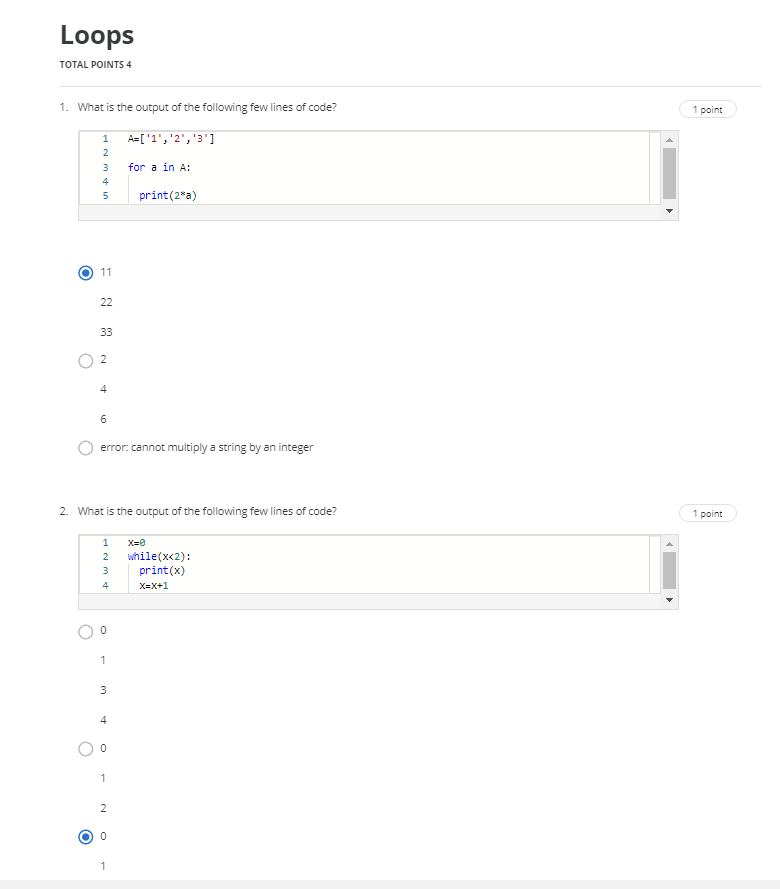 Loops
TOTAL POINTS 4
1. What is the output of the following few lines of code?
1 point
1 A=['1','2','3']
2
3 for a in A:
4
5 print(2*a)
11
22
33
2
4
6
error: cannot multiply a string by an integer
2. What is the output of the following few lines of code?
1 point
1 x=0
2 while(x<2):
3 print(x)
4 x=x+1
0
1
3
4
0
1
2
0
1